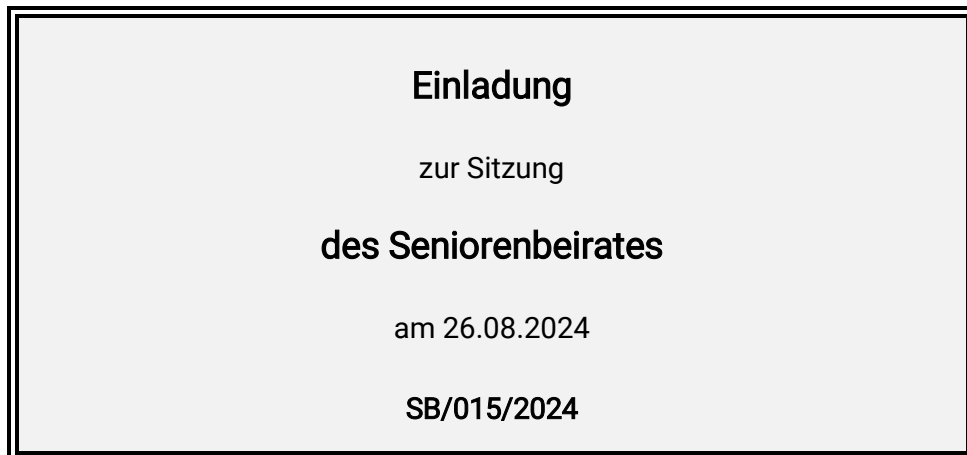 Einladung
zur Sitzung
des Seniorenbeirates
am 26.08.2024
SB/015/2024